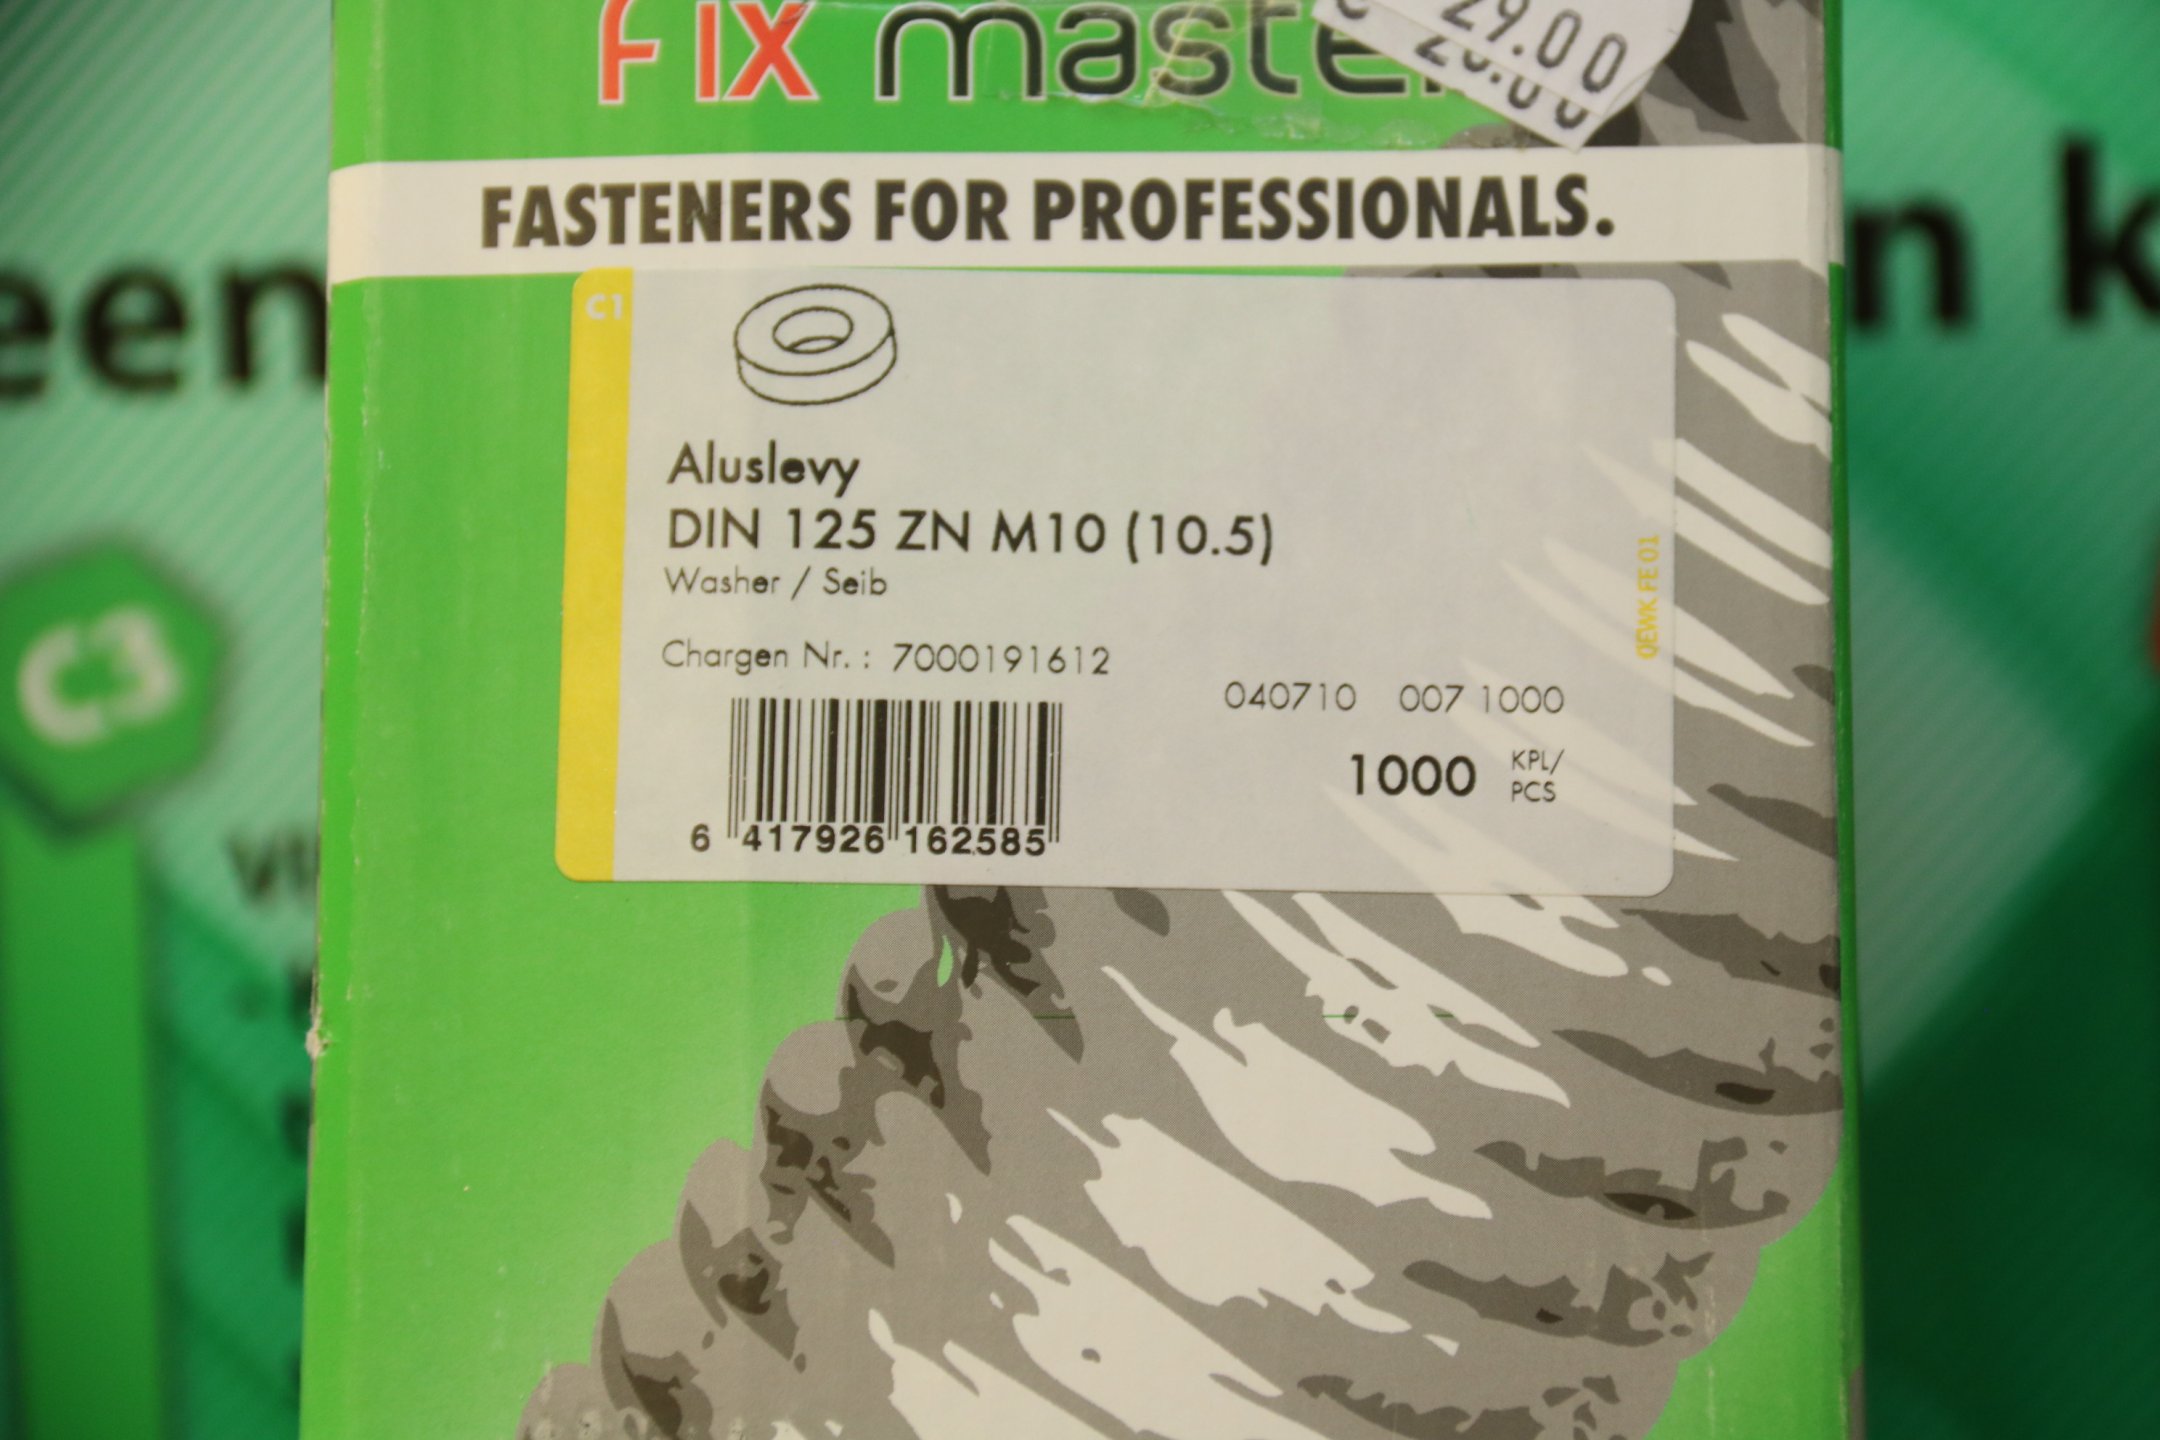 fix master
29.00
FASTENERS FOR PROFESSIONALS.
een
n k
C1
Aluslevy
DIN 125 ZN M10 (10.5)
Washer / Seib
QEWK FE 01
C3
Chargen Nr. : 7000191612
040710 007 1000
1000 KPL/
PCS
6 417926 162585